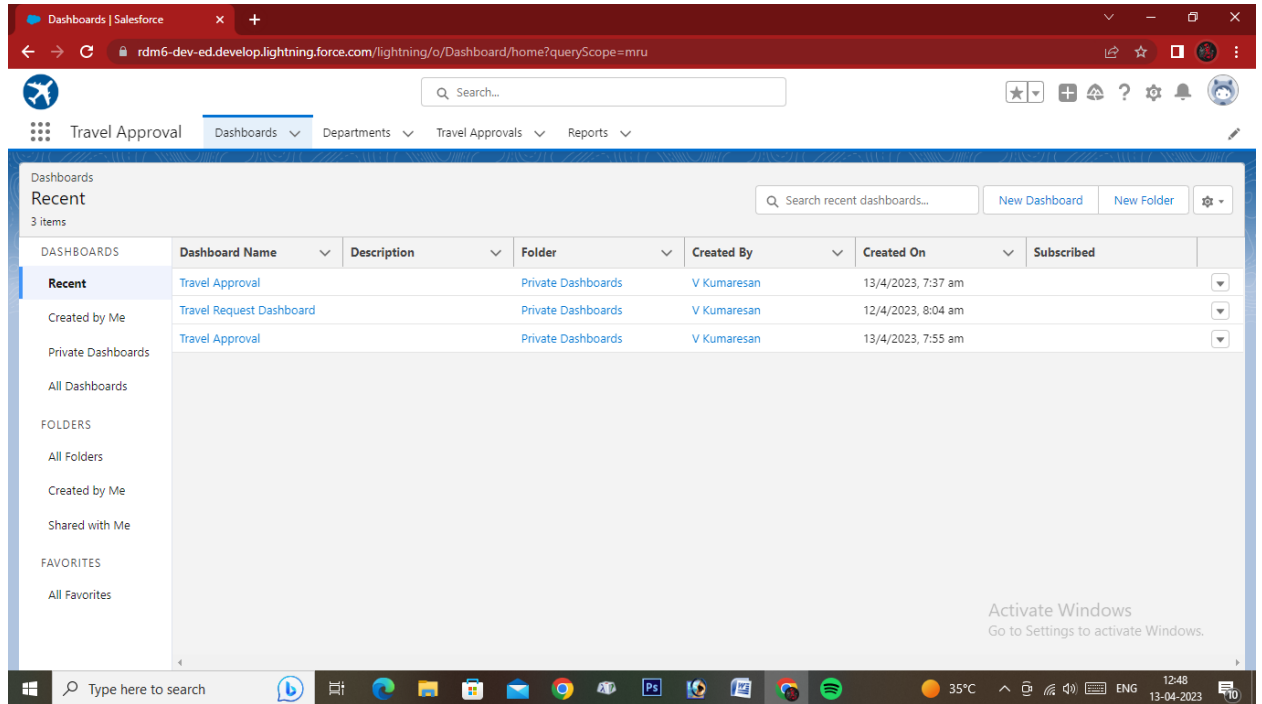 Dashboards | Salesforce
rdm6-dev-ed.develop.lightning.force.com/lightning/o/Dashboard/home?queryScope=mru
Search...
Travel Approval Dashboards Departments Travel Approvals Reports
Dashboards
Recent
3 items
Search recent dashboards...
New Dashboard New Folder
DASHBOARDS
Recent
Created by Me
Private Dashboards
All Dashboards
FOLDERS
All Folders
Created by Me
Shared with Me
FAVORITES
All Favorites
Dashboard Name Description Folder Created By Created On Subscribed
Travel Approval Private Dashboards V Kumaresan 13/4/2023, 7:37 am
Travel Request Dashboard Private Dashboards V Kumaresan 12/4/2023, 8:04 am
Travel Approval Private Dashboards V Kumaresan 13/4/2023, 7:55 am
Activate Windows
Go to Settings to activate Windows.
Type here to search
Ps
35°C
ENG
12:48
13-04-2023
10